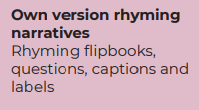 Own version rhyming
narratives
Rhyming flipbooks,
questions, captions and
labels